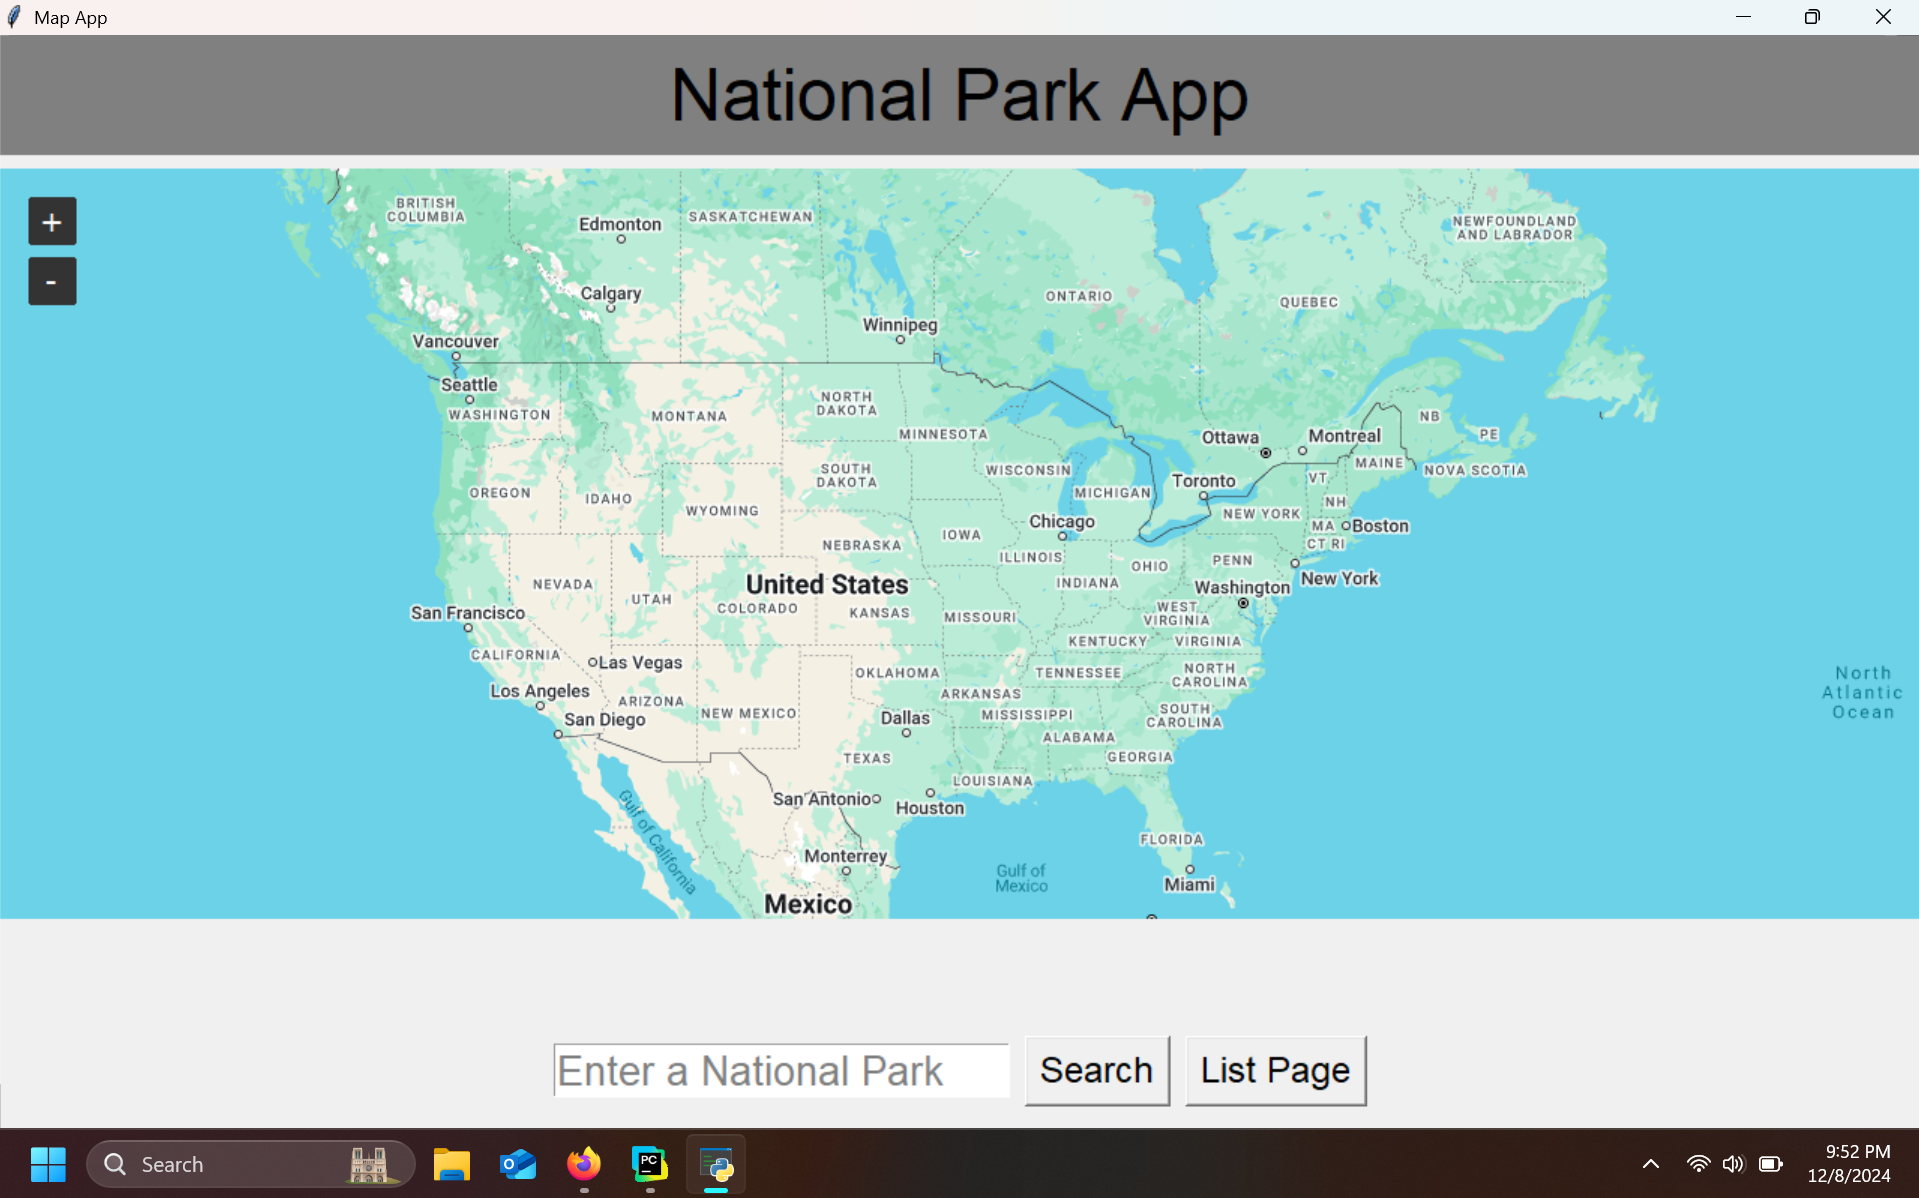 Map App
National Park App
+
-
BRITISH
COLUMBIA
Edmonton
SASKATCHEWAN
NEWFOUNDLAND
AND LABRADOR
Calgary
ONTARIO
QUEBEC
Winnipeg
Vancouver
Seattle
WASHINGTON
MONTANA
NORTH
DAKOTA
MINNESOTA
Ottawa
Montreal
NB
PE
WISCONSIN
MICHIGAN
Toronto
VT
MAINE
NOVA SCOTIA
OREGON
IDAHO
WYOMING
SOUTH
DAKOTA
NH
NEW YORK
MA
Boston
Chicago
IOWA
NEBRASKA
ILLINOIS
CT RI
NEVADA
United States
INDIANA
OHIO
PENN
New York
Washington
UTAH
COLORADO
KANSAS
MISSOURI
WEST
VIRGINIA
San Francisco
CALIFORNIA
KENTUCKY
VIRGINIA
Las Vegas
OKLAHOMA
TENNESSEE
NORTH
CAROLINA
North
Atlantic
Ocean
Los Angeles
ARIZONA
NEW MEXICO
ARKANSAS
San Diego
Dallas
MISSISSIPPI
SOUTH
CAROLINA
ALABAMA
TEXAS
GEORGIA
LOUISIANA
San Antonio
Houston
Gulf of California
FLORIDA
Monterrey
Gulf of
Mexico
Miami
Mexico
Enter a National Park
Search
List Page
Search
PC
9:52 PM
12/8/2024